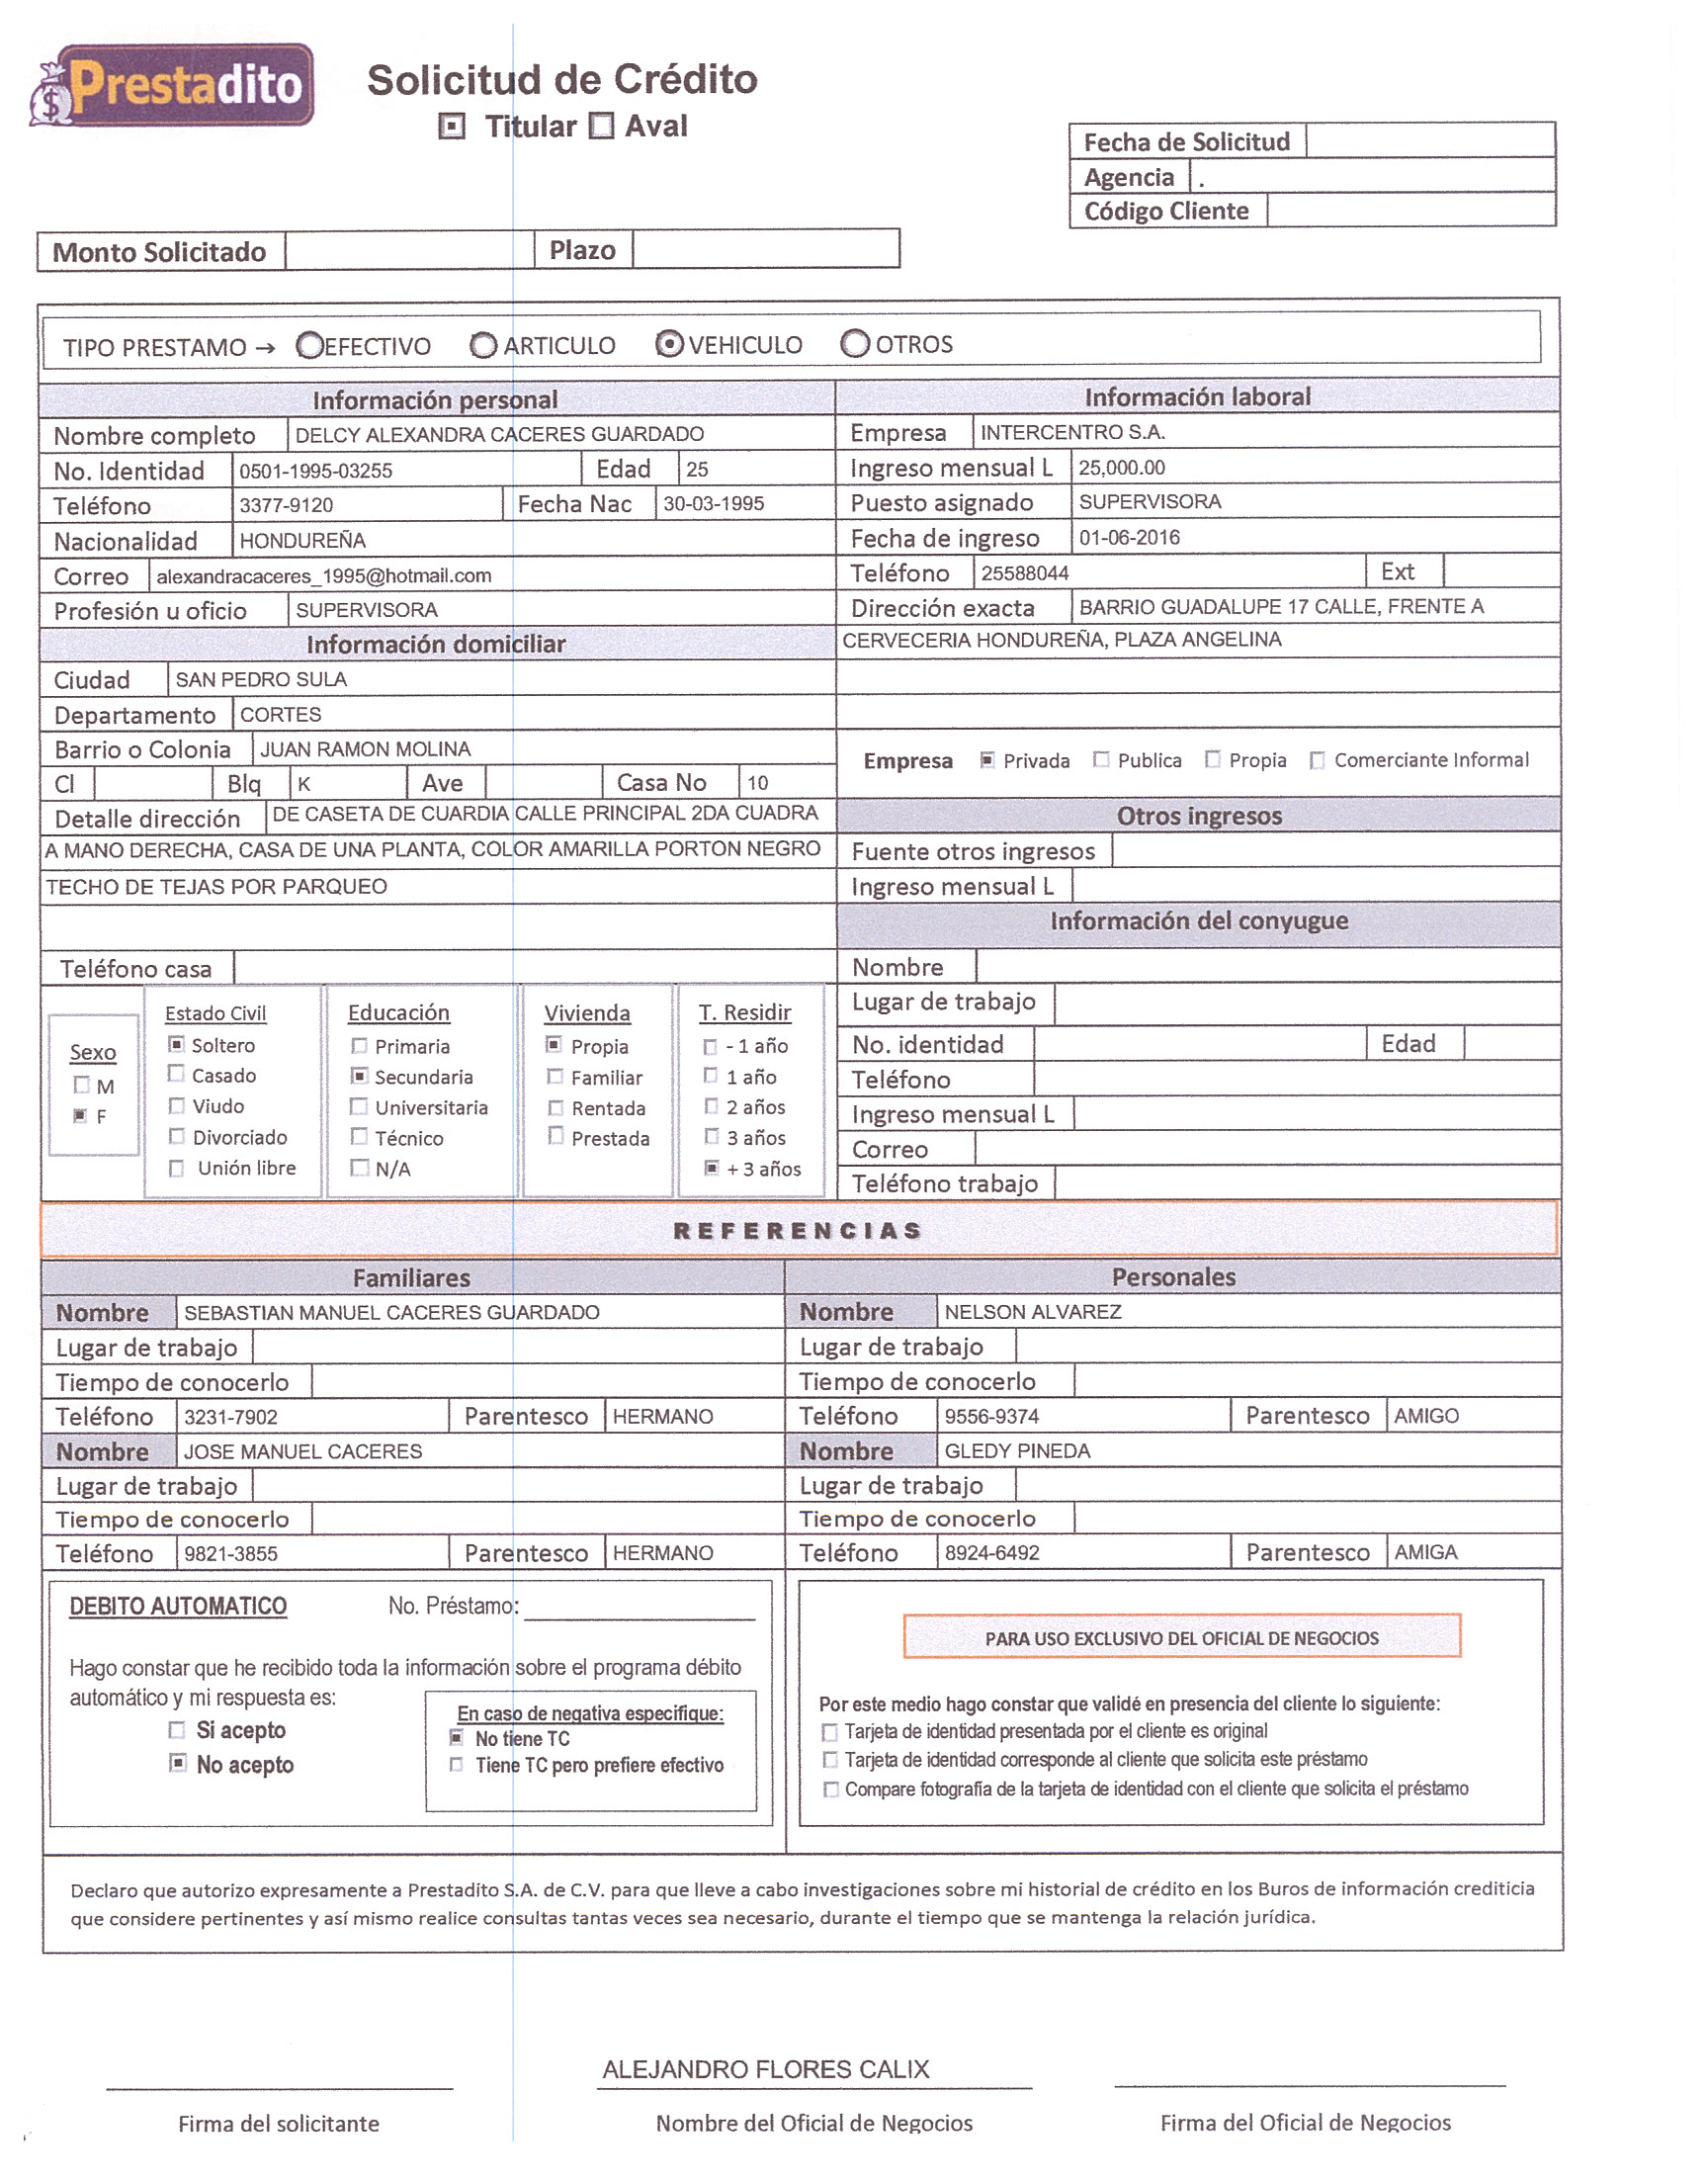 Prestadito
Solicitud de Crédito
Titular Aval
Fecha de Solicitud
Agencia .
Código Cliente
Monto Solicitado Plazo
TIPO PRESTAMO → EFECTIVO ARTICULO VEHICULO OTROS
Información personal
Nombre completo DELCY ALEXANDRA CACERES GUARDADO
No. Identidad 0501-1995-03255 Edad 25
Teléfono 3377-9120 Fecha Nac 30-03-1995
Nacionalidad HONDUREÑA
Correo alexandracaceres_1995@hotmail.com
Profesión u oficio SUPERVISORA
Información domiciliar
Ciudad SAN PEDRO SULA
Departamento CORTES
Barrio o Colonia JUAN RAMON MOLINA
Cl Blq K Ave Casa No 10
Detalle dirección DE CASETA DE CUARDIA CALLE PRINCIPAL 2DA CUADRA
A MANO DERECHA, CASA DE UNA PLANTA, COLOR AMARILLA PORTON NEGRO
TECHO DE TEJAS POR PARQUEO
Teléfono casa
Sexo
M
F
Estado Civil
Soltero
Casado
Viudo
Divorciado
Unión libre
Educación
Primaria
Secundaria
Universitaria
Técnico
N/A
Vivienda
Propia
Familiar
Rentada
Prestada
T. Residir
- 1 año
1 año
2 años
3 años
+ 3 años
Información laboral
Empresa INTERCENTRO S.A.
Ingreso mensual L 25,000.00
Puesto asignado SUPERVISORA
Fecha de ingreso 01-06-2016
Teléfono 25588044 Ext
Dirección exacta BARRIO GUADALUPE 17 CALLE, FRENTE A
CERVECERIA HONDUREÑA, PLAZA ANGELINA
Empresa Privada Publica Propia Comerciante Informal
Otros ingresos
Fuente otros ingresos
Ingreso mensual L
Información del conyugue
Nombre
Lugar de trabajo
No. identidad Edad
Teléfono
Ingreso mensual L
Correo
Teléfono trabajo
REFERENCIAS
Familiares
Nombre SEBASTIAN MANUEL CACERES GUARDADO
Lugar de trabajo
Tiempo de conocerlo
Teléfono 3231-7902 Parentesco HERMANO
Nombre JOSE MANUEL CACERES
Lugar de trabajo
Tiempo de conocerlo
Teléfono 9821-3855 Parentesco HERMANO
Personales
Nombre NELSON ALVAREZ
Lugar de trabajo
Tiempo de conocerlo
Teléfono 9556-9374 Parentesco AMIGO
Nombre GLEDY PINEDA
Lugar de trabajo
Tiempo de conocerlo
Teléfono 8924-6492 Parentesco AMIGA
DEBITO AUTOMATICO No. Préstamo:
Hago constar que he recibido toda la información sobre el programa débito
automático y mi respuesta es:
Si acepto
No acepto
En caso de negativa especifique:
No tiene TC
Tiene TC pero prefiere efectivo
PARA USO EXCLUSIVO DEL OFICIAL DE NEGOCIOS
Por este medio hago constar que validé en presencia del cliente lo siguiente:
Tarjeta de identidad presentada por el cliente es original
Tarjeta de identidad corresponde al cliente que solicita este préstamo
Compare fotografía de la tarjeta de identidad con el cliente que solicita el préstamo
Declaro que autorizo expresamente a Prestadito S.A. de C.V. para que lleve a cabo investigaciones sobre mi historial de crédito en los Buros de información crediticia
que considere pertinentes y así mismo realice consultas tantas veces sea necesario, durante el tiempo que se mantenga la relación jurídica.
ALEJANDRO FLORES CALIX
Firma del solicitante Nombre del Oficial de Negocios Firma del Oficial de Negocios